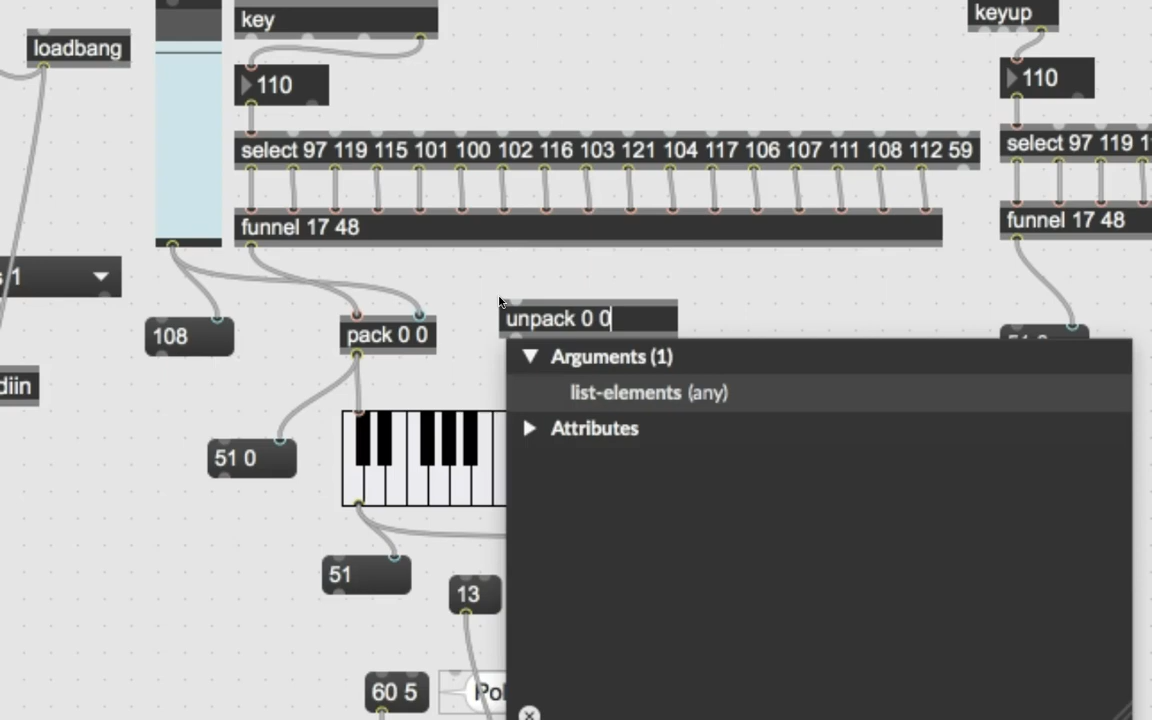 key
keyup
loadbang
110
110
select 97 119 115 101 100 102 116 103 121 104 117 106 107 111 108 112 59
select 97 119 1
funnel 17 48
funnel 17 48
s 1
108
pack 0 0
unpack 0 0
Arguments (1)
diin
list-elements (any)
Attributes
51 0
51
13
60 5
Pol